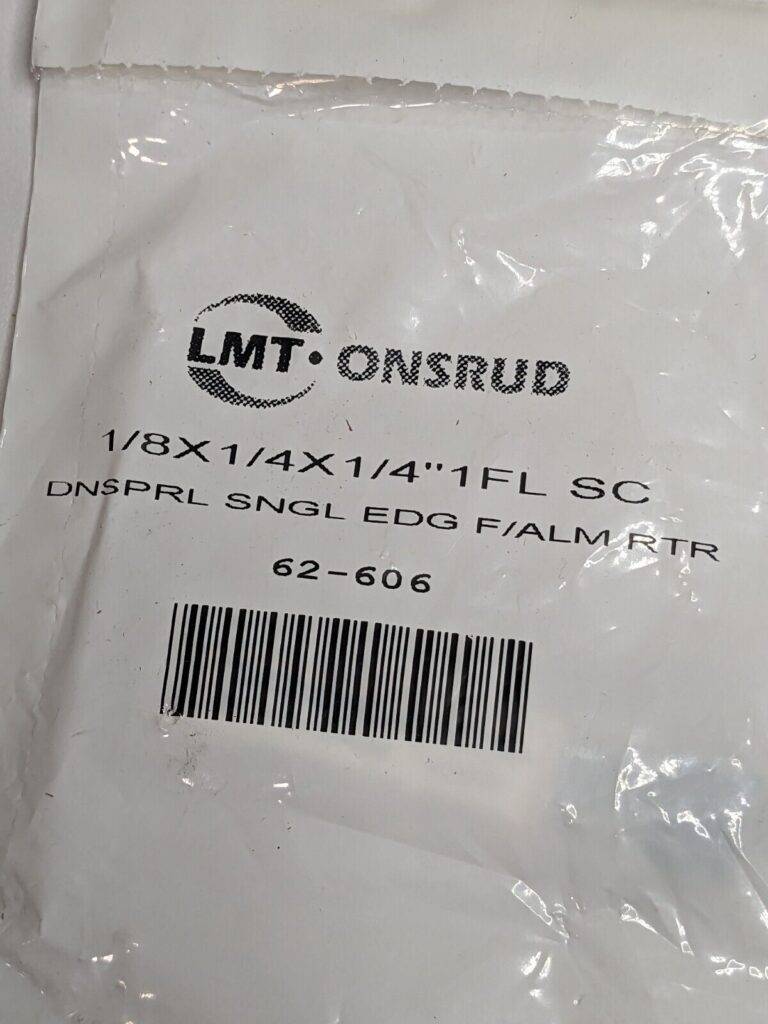 LMT• ONSRUD
1/8X1/4X1/4"1FL SC
DNSPRL SNGL EDG F/ALM RTR
62-606